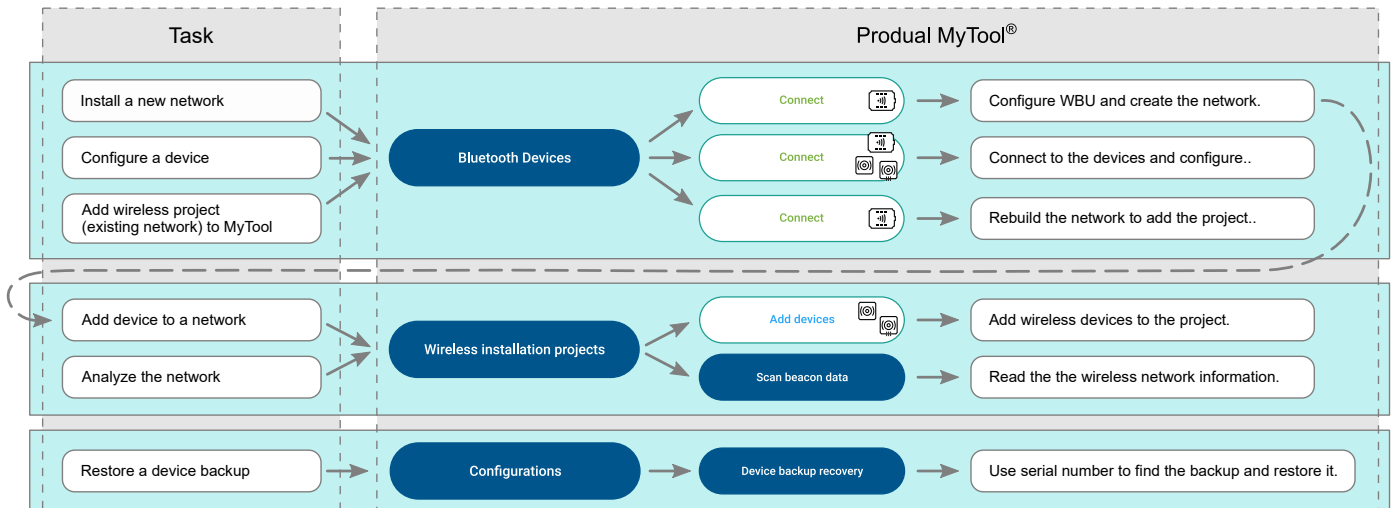 Task
Produal MyTool®
Install a new network
Configure a device
Add wireless project
(existing network) to MyTool
Bluetooth Devices
Connect
Configure WBU and create the network.
Connect
Connect to the devices and configure..
Connect
Rebuild the network to add the project..
Add device to a network
Analyze the network
Wireless installation projects
Add devices
Add wireless devices to the project.
Scan beacon data
Read the the wireless network information.
Restore a device backup
Configurations
Device backup recovery
Use serial number to find the backup and restore it.